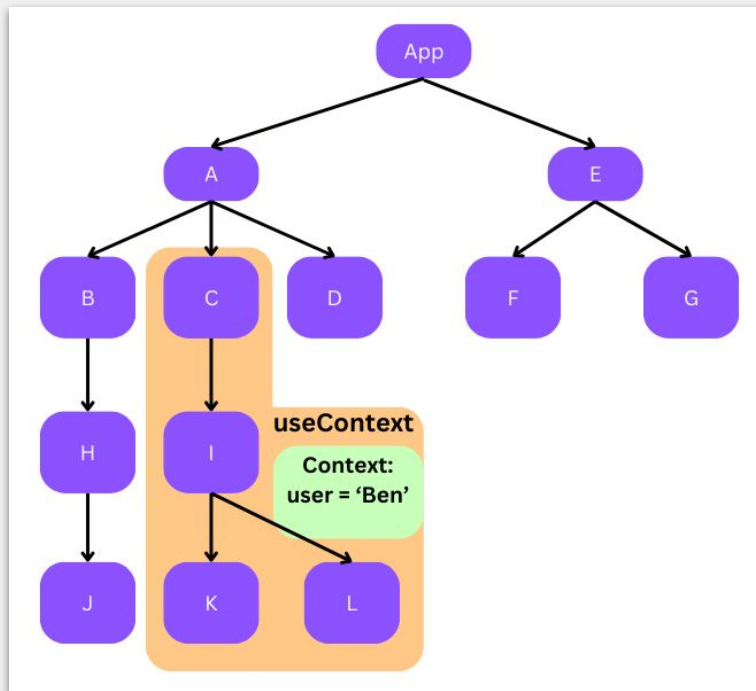 App
A
E
B
C
D
F
G
useContext
H
I
Context:
user = ‘Ben’
J
K
L